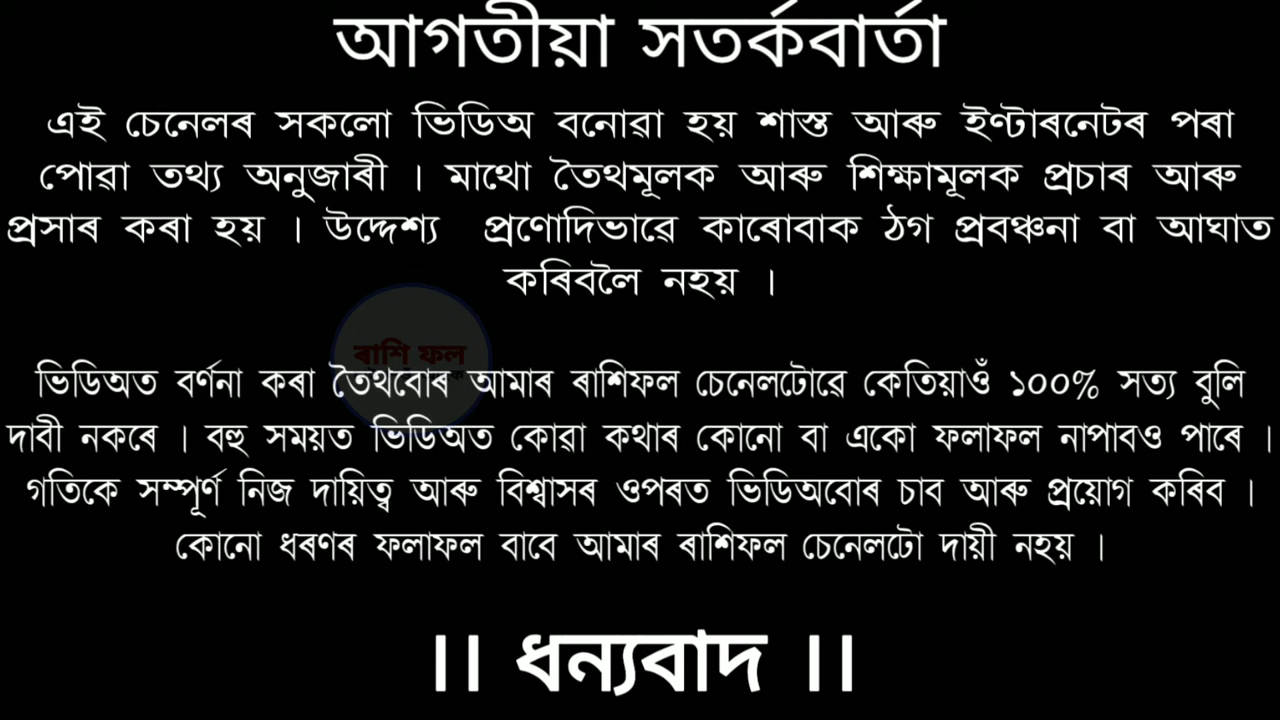 আগতীয়া সতৰ্কবাৰ্তা
এই চেনেলৰ সকলো ভিডিঅ বনোৱা হয় শাস্ত আৰু ইণ্টাৰনেটৰ পৰা
পোৱা তথ্য অনুজাৰী । মাথো তৈথমূলক আৰু শিক্ষামূলক প্ৰচাৰ আৰু
প্ৰসাৰ কৰা হয় । উদ্দেশ্য প্ৰণোদিভাৱে কাৰোবাক ঠগ প্ৰবঞ্চনা বা আঘাত
কৰিবলৈ নহয় ।
ৰাশি ফল
ভিডিঅত বৰ্ণনা কৰা তৈথবোৰ আমাৰ ৰাশিফল চেনেলটোৱে কেতিয়াওঁ ১০০% সত্য বুলি
দাবী নকৰে । বহু সময়ত ভিডিঅত কোৱা কথাৰ কোনো বা একো ফলাফল নাপাবও পাৰে ।
গতিকে সম্পূৰ্ণ নিজ দায়িত্ব আৰু বিশ্বাসৰ ওপৰত ভিডিঅবোৰ চাব আৰু প্ৰয়োগ কৰিব ।
কোনো ধৰণৰ ফলাফল বাবে আমাৰ ৰাশিফল চেনেলটো দায়ী নহয় ।
।। ধন্যবাদ ।।